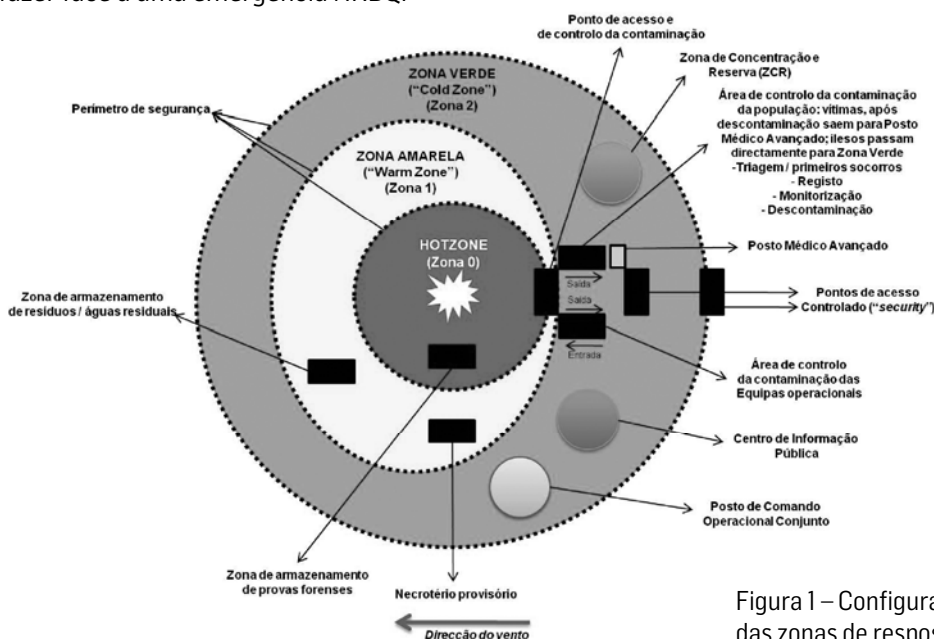 fazer face a uma emergência NRBQ.
Ponto de acesso e
de controlo da contaminação
ZONA VERDE
("Cold Zone")
(Zona 2)
Zona de Concentração e
Reserva (ZCR)
Perímetro de segurança
Área de controlo da contaminação
da população: vítimas, após
descontaminação saem para Posto
Médico Avançado; ilesos passam
directamente para Zona Verde
-Triagem / primeiros socorros
- Registo
- Monitorização
- Descontaminação
ZONA AMARELA
("Warm Zone")
(Zona 1)
HOTZONE
(Zona 0)
Posto Médico Avançado
Saída
Saída
Entrada
Zona de armazenamento
de resíduos / águas residuais
Pontos de acesso
Controlado ("security")
Área de controlo
da contaminação das
Equipas operacionais
Centro de Informação
Pública
Posto de Comando
Operacional Conjunto
Zona de armazenamento
de provas forenses
Necrotério provisório
Direcção do vento
Figura 1 – Configura
das zonas de respos